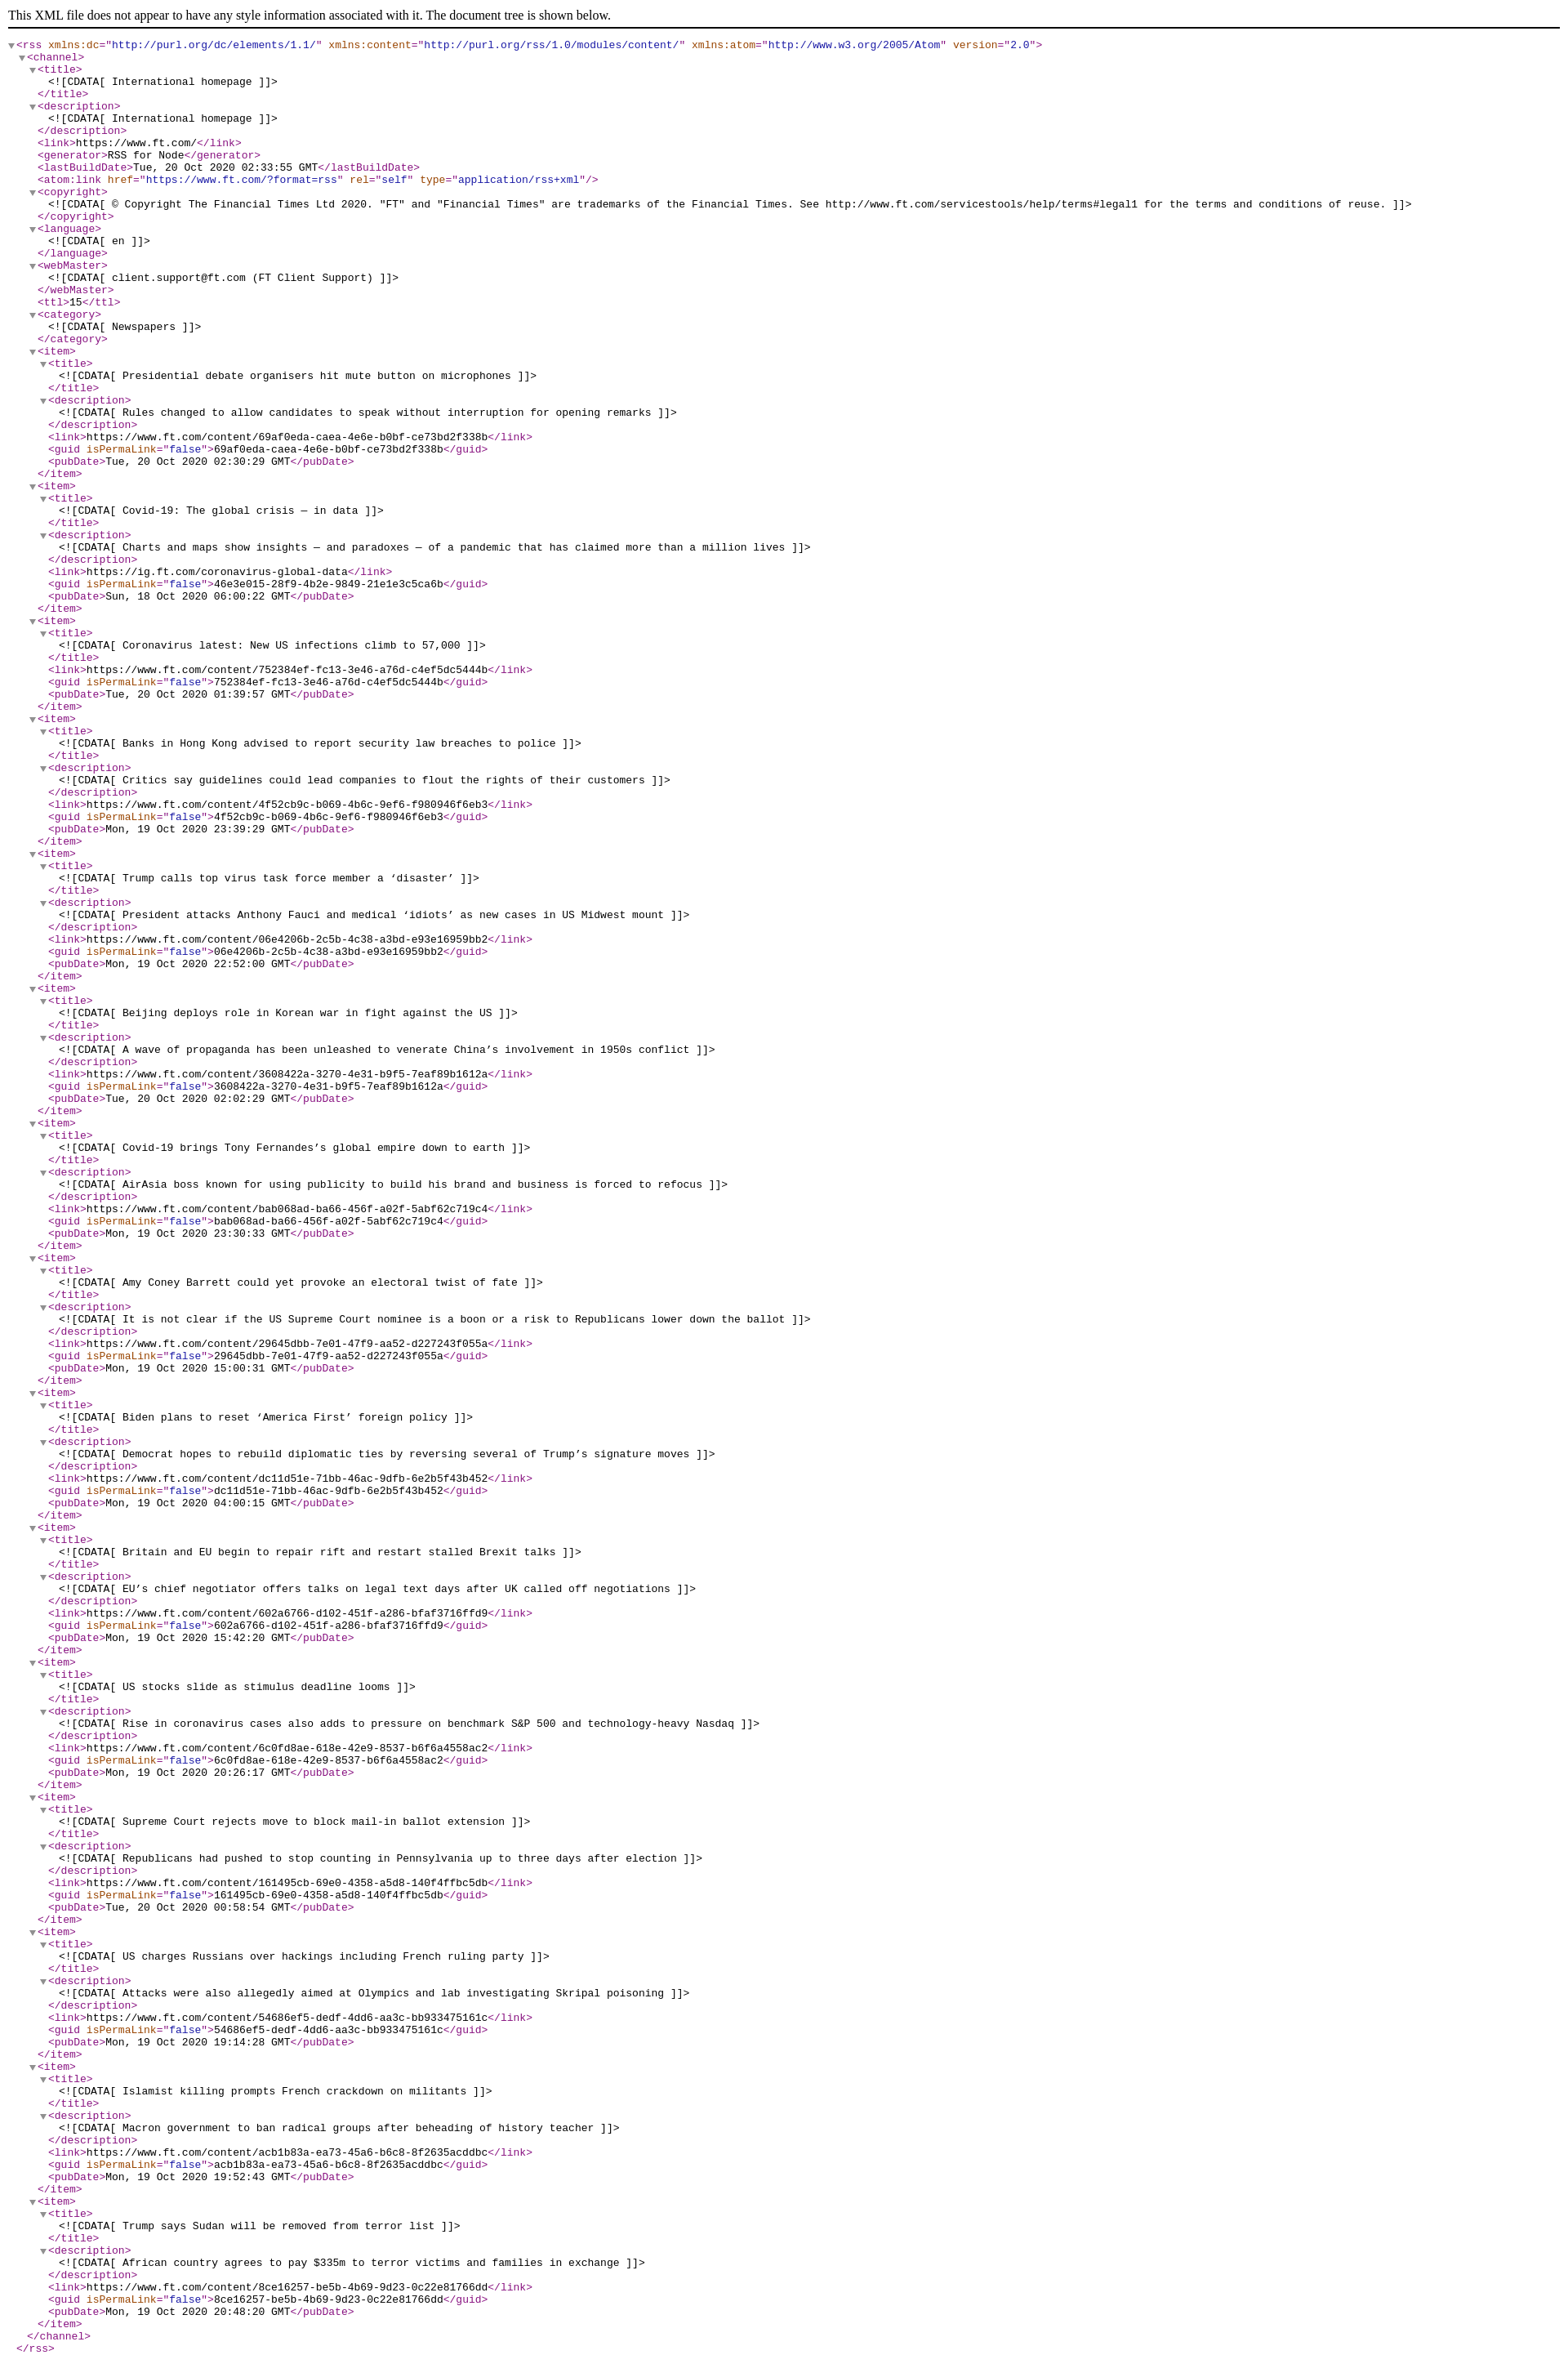 This XML file does not appear to have any style information associated with it. The document tree is shown below.
<rss xmlns:dc="http://purl.org/dc/elements/1.1/" xmlns:content="http://purl.org/rss/1.0/modules/content/" xmlns:atom="http://www.w3.org/2005/Atom" version="2.0">
<channel>
<title>
<![CDATA[ International homepage ]]>
</title>
<description>
<![CDATA[ International homepage ]]>
</description>
<link>https://www.ft.com/</link>
<generator>RSS for Node</generator>
<lastBuildDate>Tue, 20 Oct 2020 02:33:55 GMT</lastBuildDate>
<atom:link href="https://www.ft.com/?format=rss" rel="self" type="application/rss+xml"/>
<copyright>
<![CDATA[ © Copyright The Financial Times Ltd 2020. "FT" and "Financial Times" are trademarks of the Financial Times. See http://www.ft.com/servicestools/help/terms#legal1 for the terms and conditions of reuse. ]]>
</copyright>
<language>
<![CDATA[ en ]]>
</language>
<webMaster>
<![CDATA[ client.support@ft.com (FT Client Support) ]]>
</webMaster>
<ttl>15</ttl>
<category>
<![CDATA[ Newspapers ]]>
</category>
<item>
<title>
<![CDATA[ Presidential debate organisers hit mute button on microphones ]]>
</title>
<description>
<![CDATA[ Rules changed to allow candidates to speak without interruption for opening remarks ]]>
</description>
<link>https://www.ft.com/content/69af0eda-caea-4e6e-b0bf-ce73bd2f338b</link>
<guid isPermaLink="false">69af0eda-caea-4e6e-b0bf-ce73bd2f338b</guid>
<pubDate>Tue, 20 Oct 2020 02:30:29 GMT</pubDate>
</item>
<item>
<title>
<![CDATA[ Covid-19: The global crisis — in data ]]>
</title>
<description>
<![CDATA[ Charts and maps show insights — and paradoxes — of a pandemic that has claimed more than a million lives ]]>
</description>
<link>https://ig.ft.com/coronavirus-global-data</link>
<guid isPermaLink="false">46e3e015-28f9-4b2e-9849-21e1e3c5ca6b</guid>
<pubDate>Sun, 18 Oct 2020 06:00:22 GMT</pubDate>
</item>
<item>
<title>
<![CDATA[ Coronavirus latest: New US infections climb to 57,000 ]]>
</title>
<link>https://www.ft.com/content/752384ef-fc13-3e46-a76d-c4ef5dc5444b</link>
<guid isPermaLink="false">752384ef-fc13-3e46-a76d-c4ef5dc5444b</guid>
<pubDate>Tue, 20 Oct 2020 01:39:57 GMT</pubDate>
</item>
<item>
<title>
<![CDATA[ Banks in Hong Kong advised to report security law breaches to police ]]>
</title>
<description>
<![CDATA[ Critics say guidelines could lead companies to flout the rights of their customers ]]>
</description>
<link>https://www.ft.com/content/4f52cb9c-b069-4b6c-9ef6-f980946f6eb3</link>
<guid isPermaLink="false">4f52cb9c-b069-4b6c-9ef6-f980946f6eb3</guid>
<pubDate>Mon, 19 Oct 2020 23:39:29 GMT</pubDate>
</item>
<item>
<title>
<![CDATA[ Trump calls top virus task force member a ‘disaster’ ]]>
</title>
<description>
<![CDATA[ President attacks Anthony Fauci and medical ‘idiots’ as new cases in US Midwest mount ]]>
</description>
<link>https://www.ft.com/content/06e4206b-2c5b-4c38-a3bd-e93e16959bb2</link>
<guid isPermaLink="false">06e4206b-2c5b-4c38-a3bd-e93e16959bb2</guid>
<pubDate>Mon, 19 Oct 2020 22:52:00 GMT</pubDate>
</item>
<item>
<title>
<![CDATA[ Beijing deploys role in Korean war in fight against the US ]]>
</title>
<description>
<![CDATA[ A wave of propaganda has been unleashed to venerate China’s involvement in 1950s conflict ]]>
</description>
<link>https://www.ft.com/content/3608422a-3270-4e31-b9f5-7eaf89b1612a</link>
<guid isPermaLink="false">3608422a-3270-4e31-b9f5-7eaf89b1612a</guid>
<pubDate>Tue, 20 Oct 2020 02:02:29 GMT</pubDate>
</item>
<item>
<title>
<![CDATA[ Covid-19 brings Tony Fernandes’s global empire down to earth ]]>
</title>
<description>
<![CDATA[ AirAsia boss known for using publicity to build his brand and business is forced to refocus ]]>
</description>
<link>https://www.ft.com/content/bab068ad-ba66-456f-a02f-5abf62c719c4</link>
<guid isPermaLink="false">bab068ad-ba66-456f-a02f-5abf62c719c4</guid>
<pubDate>Mon, 19 Oct 2020 23:30:33 GMT</pubDate>
</item>
<item>
<title>
<![CDATA[ Amy Coney Barrett could yet provoke an electoral twist of fate ]]>
</title>
<description>
<![CDATA[ It is not clear if the US Supreme Court nominee is a boon or a risk to Republicans lower down the ballot ]]>
</description>
<link>https://www.ft.com/content/29645dbb-7e01-47f9-aa52-d227243f055a</link>
<guid isPermaLink="false">29645dbb-7e01-47f9-aa52-d227243f055a</guid>
<pubDate>Mon, 19 Oct 2020 15:00:31 GMT</pubDate>
</item>
<item>
<title>
<![CDATA[ Biden plans to reset ‘America First’ foreign policy ]]>
</title>
<description>
<![CDATA[ Democrat hopes to rebuild diplomatic ties by reversing several of Trump’s signature moves ]]>
</description>
<link>https://www.ft.com/content/dc11d51e-71bb-46ac-9dfb-6e2b5f43b452</link>
<guid isPermaLink="false">dc11d51e-71bb-46ac-9dfb-6e2b5f43b452</guid>
<pubDate>Mon, 19 Oct 2020 04:00:15 GMT</pubDate>
</item>
<item>
<title>
<![CDATA[ Britain and EU begin to repair rift and restart stalled Brexit talks ]]>
</title>
<description>
<![CDATA[ EU’s chief negotiator offers talks on legal text days after UK called off negotiations ]]>
</description>
<link>https://www.ft.com/content/602a6766-d102-451f-a286-bfaf3716ffd9</link>
<guid isPermaLink="false">602a6766-d102-451f-a286-bfaf3716ffd9</guid>
<pubDate>Mon, 19 Oct 2020 15:42:20 GMT</pubDate>
</item>
<item>
<title>
<![CDATA[ US stocks slide as stimulus deadline looms ]]>
</title>
<description>
<![CDATA[ Rise in coronavirus cases also adds to pressure on benchmark S&P 500 and technology-heavy Nasdaq ]]>
</description>
<link>https://www.ft.com/content/6c0fd8ae-618e-42e9-8537-b6f6a4558ac2</link>
<guid isPermaLink="false">6c0fd8ae-618e-42e9-8537-b6f6a4558ac2</guid>
<pubDate>Mon, 19 Oct 2020 20:26:17 GMT</pubDate>
</item>
<item>
<title>
<![CDATA[ Supreme Court rejects move to block mail-in ballot extension ]]>
</title>
<description>
<![CDATA[ Republicans had pushed to stop counting in Pennsylvania up to three days after election ]]>
</description>
<link>https://www.ft.com/content/161495cb-69e0-4358-a5d8-140f4ffbc5db</link>
<guid isPermaLink="false">161495cb-69e0-4358-a5d8-140f4ffbc5db</guid>
<pubDate>Tue, 20 Oct 2020 00:58:54 GMT</pubDate>
</item>
<item>
<title>
<![CDATA[ US charges Russians over hackings including French ruling party ]]>
</title>
<description>
<![CDATA[ Attacks were also allegedly aimed at Olympics and lab investigating Skripal poisoning ]]>
</description>
<link>https://www.ft.com/content/54686ef5-dedf-4dd6-aa3c-bb933475161c</link>
<guid isPermaLink="false">54686ef5-dedf-4dd6-aa3c-bb933475161c</guid>
<pubDate>Mon, 19 Oct 2020 19:14:28 GMT</pubDate>
</item>
<item>
<title>
<![CDATA[ Islamist killing prompts French crackdown on militants ]]>
</title>
<description>
<![CDATA[ Macron government to ban radical groups after beheading of history teacher ]]>
</description>
<link>https://www.ft.com/content/acb1b83a-ea73-45a6-b6c8-8f2635acddbc</link>
<guid isPermaLink="false">acb1b83a-ea73-45a6-b6c8-8f2635acddbc</guid>
<pubDate>Mon, 19 Oct 2020 19:52:43 GMT</pubDate>
</item>
<item>
<title>
<![CDATA[ Trump says Sudan will be removed from terror list ]]>
</title>
<description>
<![CDATA[ African country agrees to pay $335m to terror victims and families in exchange ]]>
</description>
<link>https://www.ft.com/content/8ce16257-be5b-4b69-9d23-0c22e81766dd</link>
<guid isPermaLink="false">8ce16257-be5b-4b69-9d23-0c22e81766dd</guid>
<pubDate>Mon, 19 Oct 2020 20:48:20 GMT</pubDate>
</item>
</channel>
</rss>